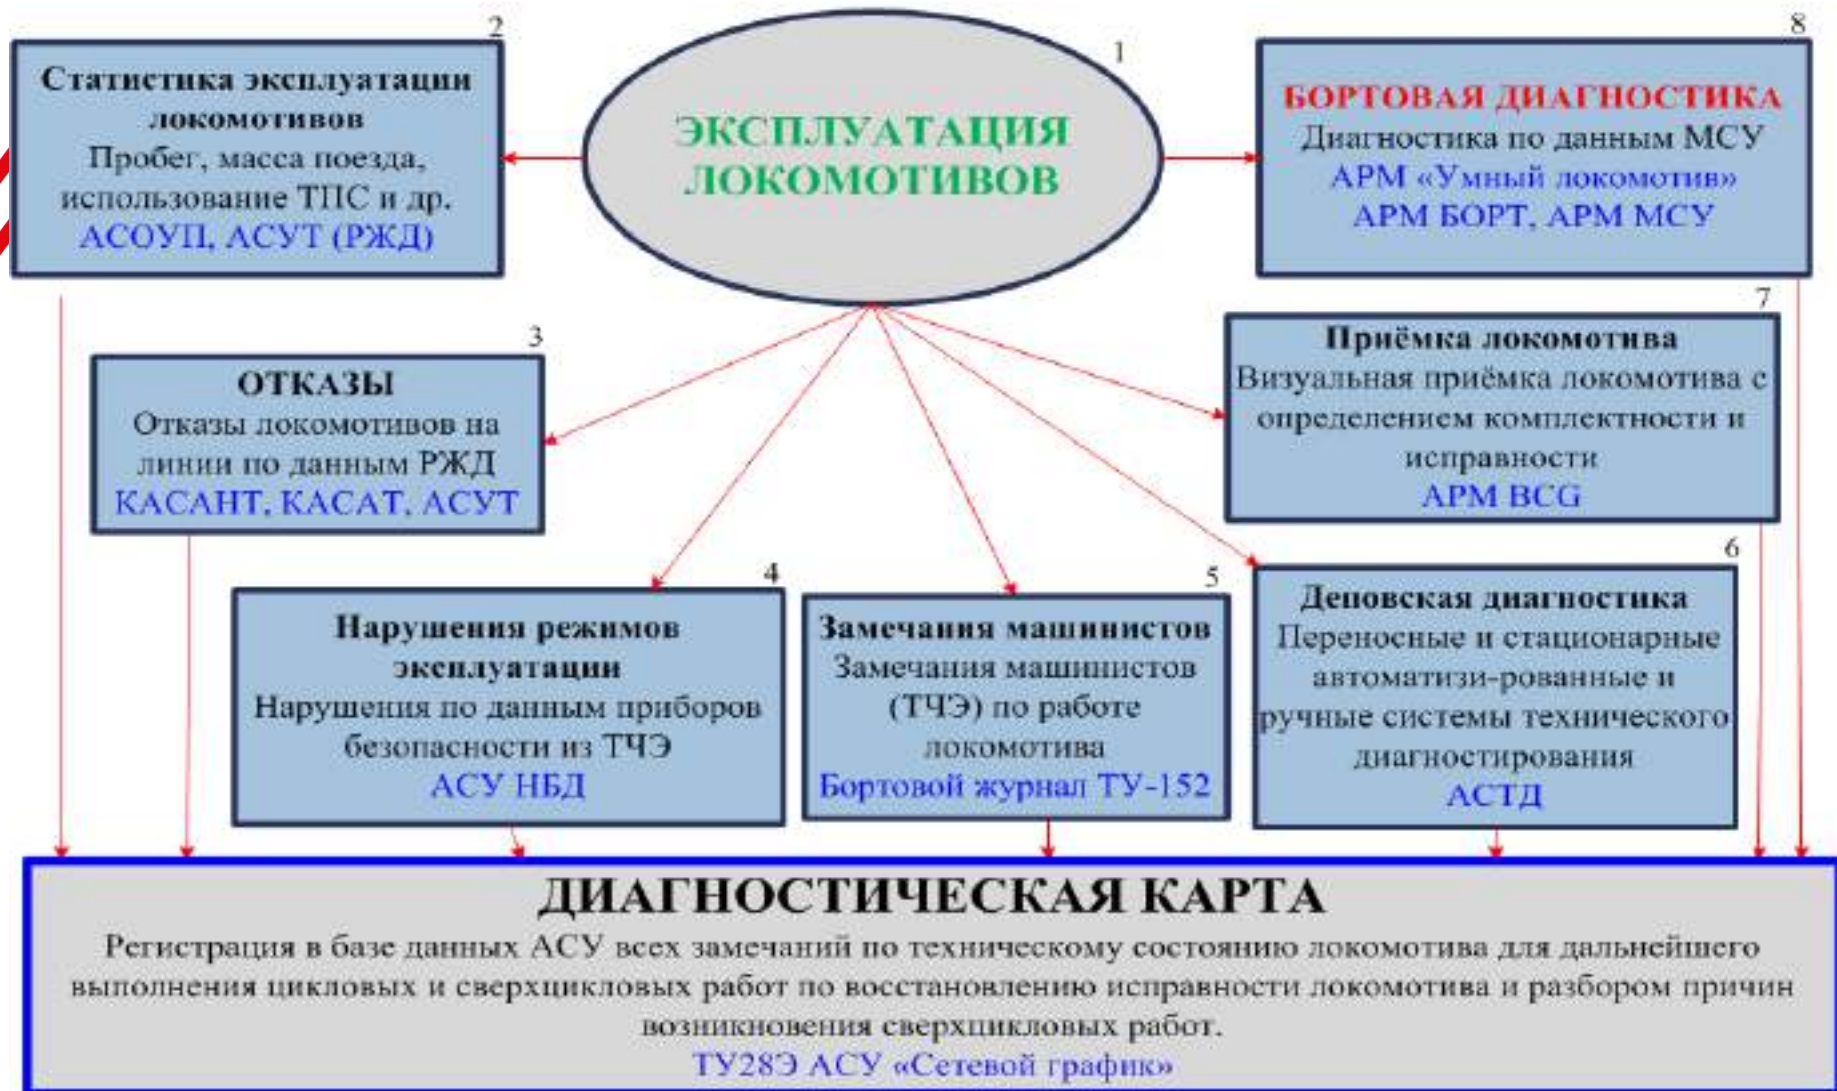 2
Статистика эксплуатации
локомотивов
Пробег, масса поезда,
использование ТПС и др.
АСОУП, АСУТ (РЖД)
1
ЭКСПЛУАТАЦИЯ
ЛОКОМОТИВОВ
8
БОРТОВАЯ ДИАГНОСТИКА
Диагностика по данным МСУ
АРМ «Умный локомотив»
АРМ БОРТ, АРМ МСУ
3
ОТКАЗЫ
Отказы локомотивов на
линии по данным РЖД
КАСАНТ, КАСАТ, АСУТ
7
Приёмка локомотива
Визуальная приёмка локомотива с
определением комплектности и
исправности
АРМ BCG
4
Нарушения режимов
эксплуатации
Нарушения по данным приборов
безопасности из ТЧЭ
АСУ НБД
5
Замечания машинистов
Замечания машинистов
(ТЧЭ) по работе
локомотива
Бортовой журнал ТУ-152
6
Деповская диагностика
Переносные и стационарные
автоматизи-рованные и
ручные системы технического
диагностирования
АСТД
ДИАГНОСТИЧЕСКАЯ КАРТА
Регистрация в базе данных АСУ всех замечаний по техническому состоянию локомотива для дальнейшего
выполнения цикловых и сверхцикловых работ по восстановлению исправности локомотива и разбором причин
возникновения сверхцикловых работ.
ТУ28Э АСУ «Сетевой график»